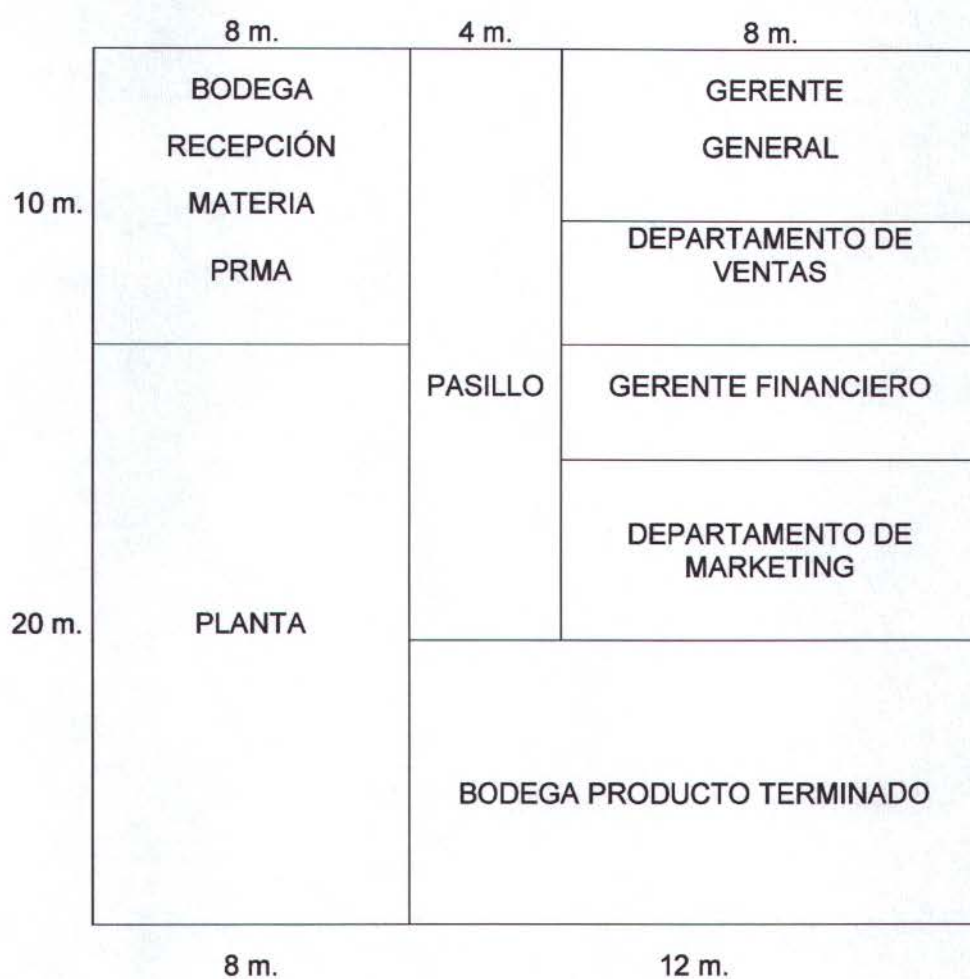 8 m.
4 m.
8 m.
BODEGA
RECEPCIÓN
MATERIA
PRMA
10 m.
GERENTE
GENERAL
DEPARTAMENTO DE
VENTAS
PASILLO
GERENTE FINANCIERO
DEPARTAMENTO DE
MARKETING
20 m.
PLANTA
BODEGA PRODUCTO TERMINADO
8 m.
12 m.